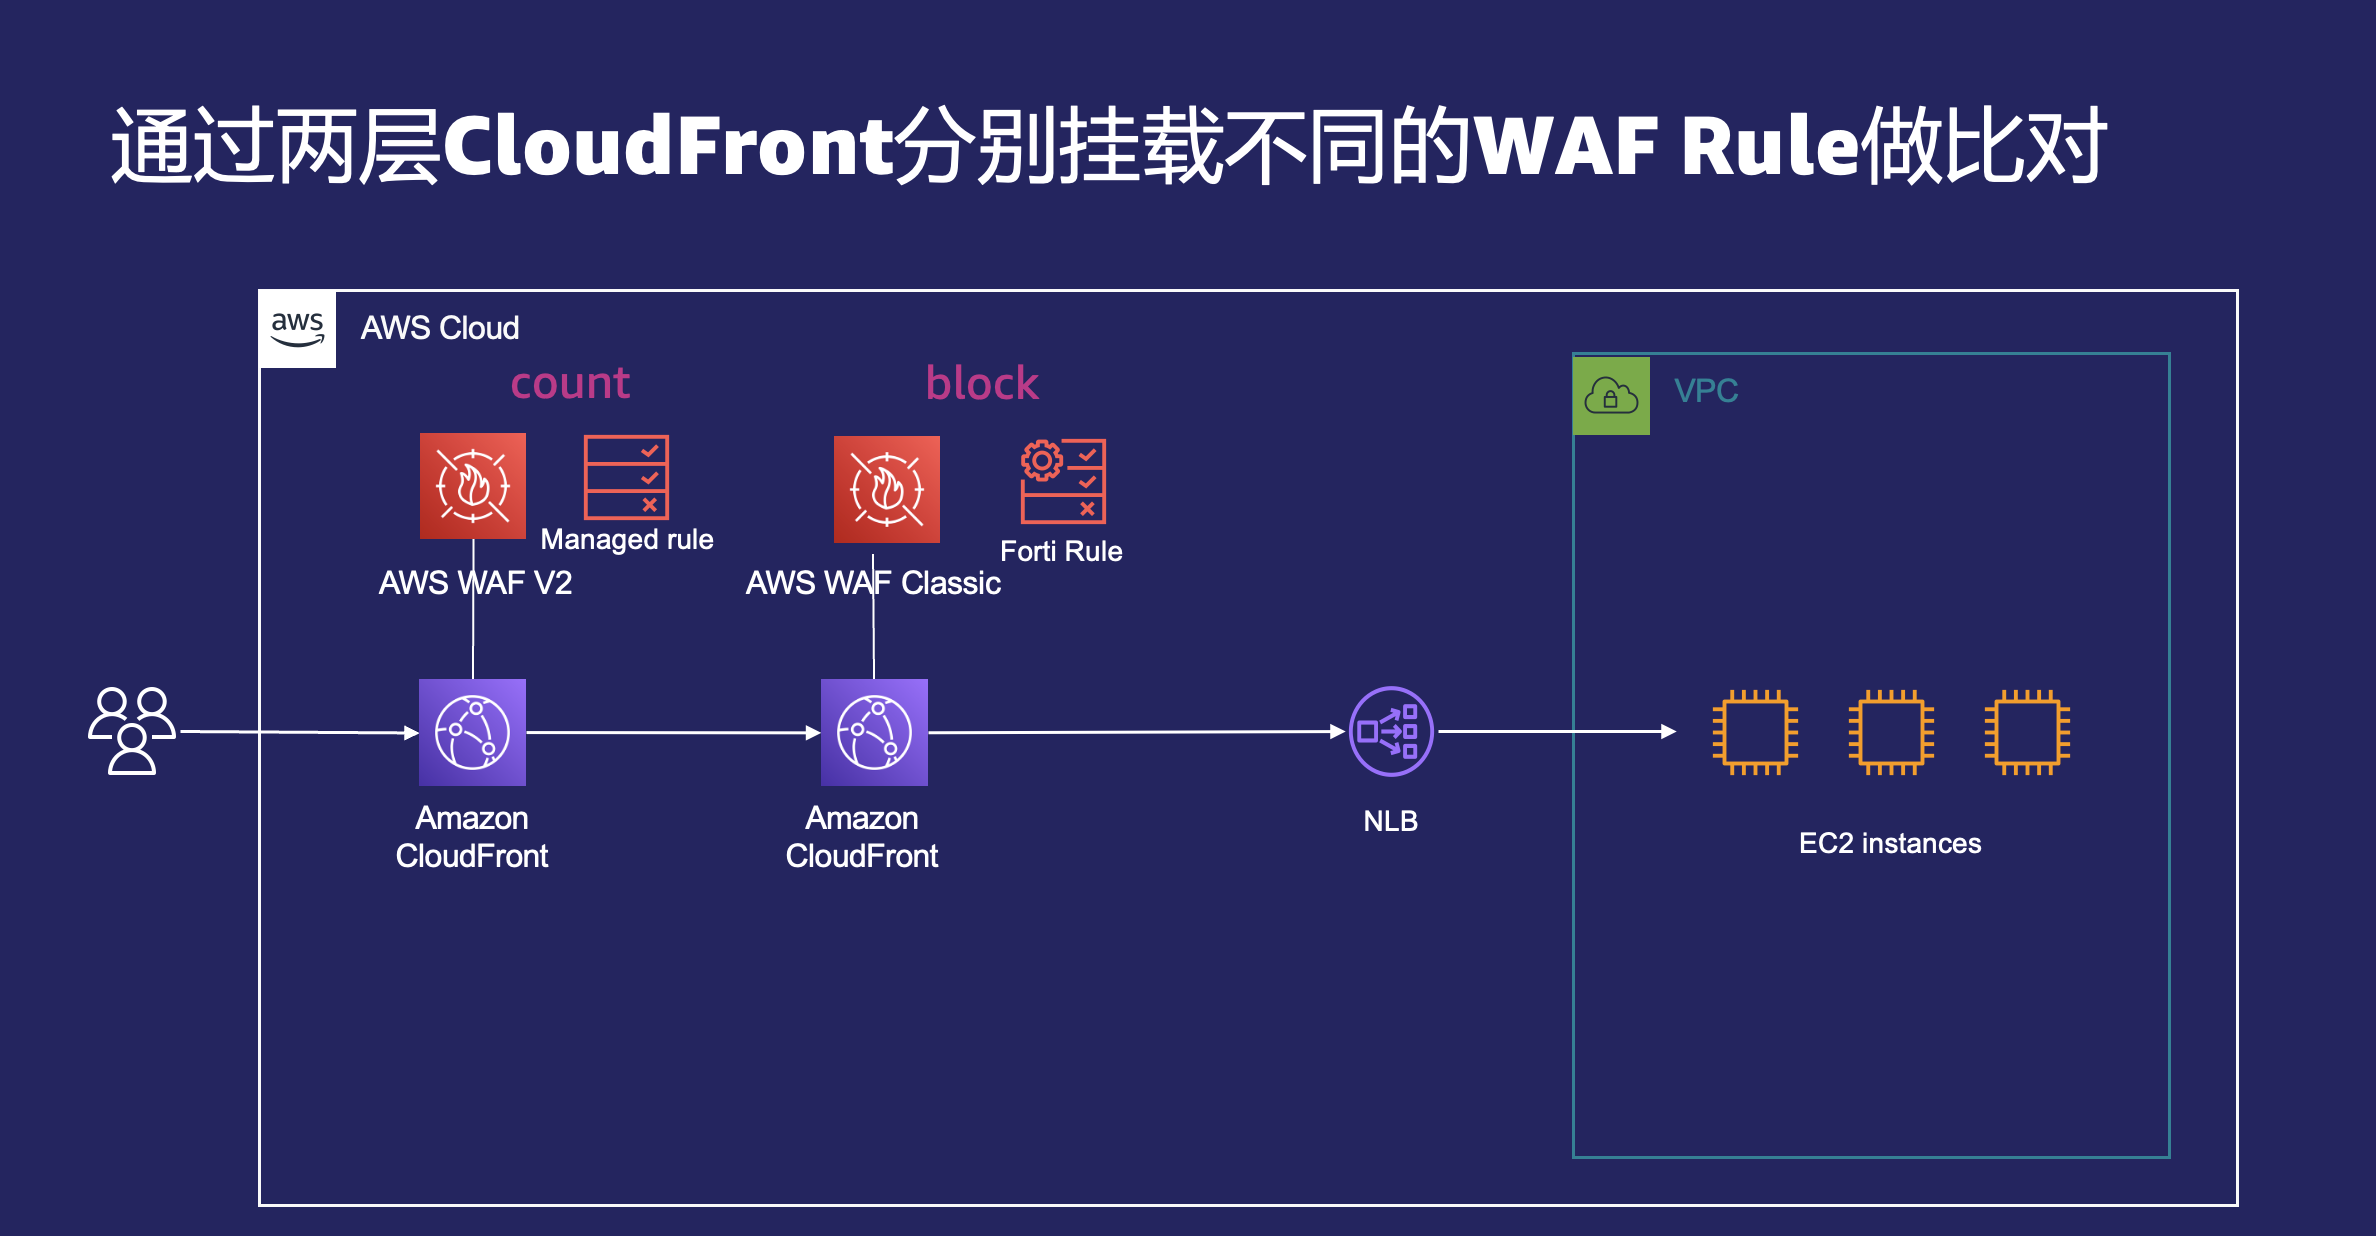 通过两层CloudFront分别挂载不同的WAF Rule做比对
aws
AWS Cloud
count
block
VPC
Managed rule
Forti Rule
AWS WAF V2
AWS WAF Classic
Amazon
CloudFront
Amazon
CloudFront
NLB
EC2 instances